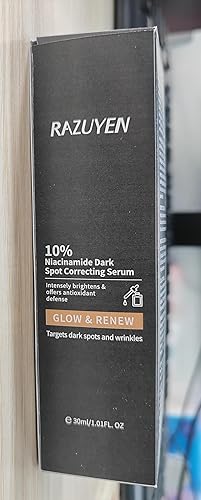 RAZUYEN
10%
Niacinamide Dark
Spot Correcting Serum
Intensely brightens &
offers antioxidant
defense
GLOW & RENEW
Targets dark spots and wrinkles
℮ 30ml/1.01FL. OZ